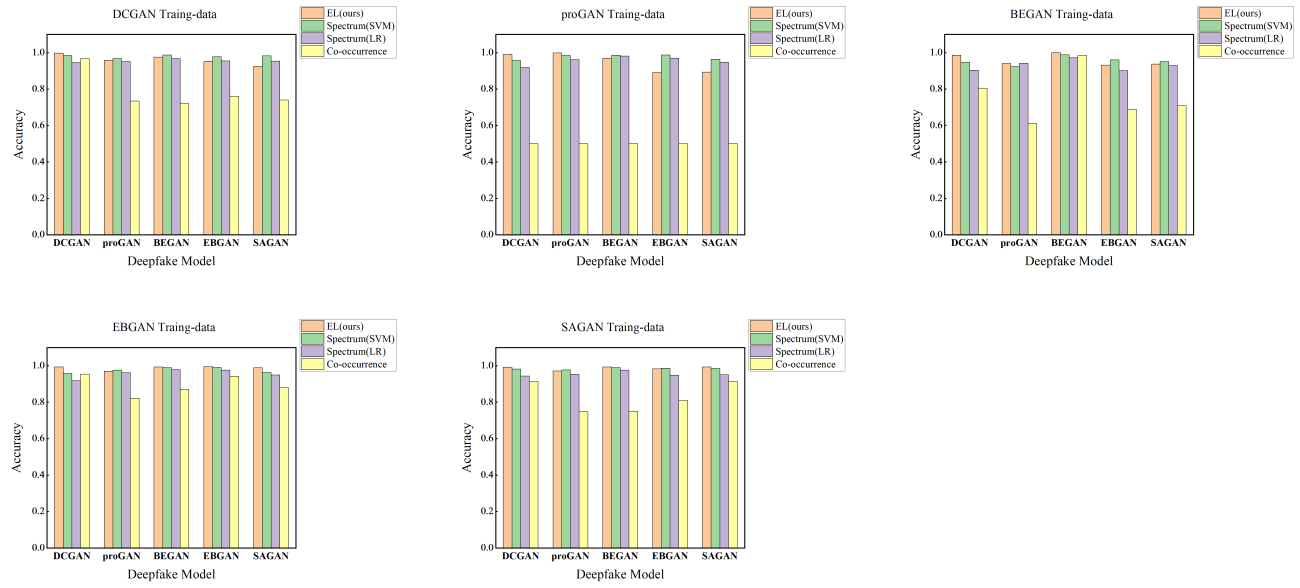 DCGAN Traing-data
EL(ours)
Spectrum(SVM)
Spectrum(LR)
Co-occurrence
1.0
0.8
0.6
0.4
0.2
0.0
Accuracy
DCGAN proGAN BEGAN EBGAN SAGAN
Deepfake Model
proGAN Traing-data
EL(ours)
Spectrum(SVM)
Spectrum(LR)
Co-occurrence
1.0
0.8
0.6
0.4
0.2
0.0
Accuracy
DCGAN proGAN BEGAN EBGAN SAGAN
Deepfake Model
BEGAN Traing-data
EL(ours)
Spectrum(SVM)
Spectrum(LR)
Co-occurrence
1.0
0.8
0.6
0.4
0.2
0.0
Accuracy
DCGAN proGAN BEGAN EBGAN SAGAN
Deepfake Model
EBGAN Traing-data
EL(ours)
Spectrum(SVM)
Spectrum(LR)
Co-occurrence
1.0
0.8
0.6
0.4
0.2
0.0
Accuracy
DCGAN proGAN BEGAN EBGAN SAGAN
Deepfake Model
SAGAN Traing-data
EL(ours)
Spectrum(SVM)
Spectrum(LR)
Co-occurrence
1.0
0.8
0.6
0.4
0.2
0.0
Accuracy
DCGAN proGAN BEGAN EBGAN SAGAN
Deepfake Model